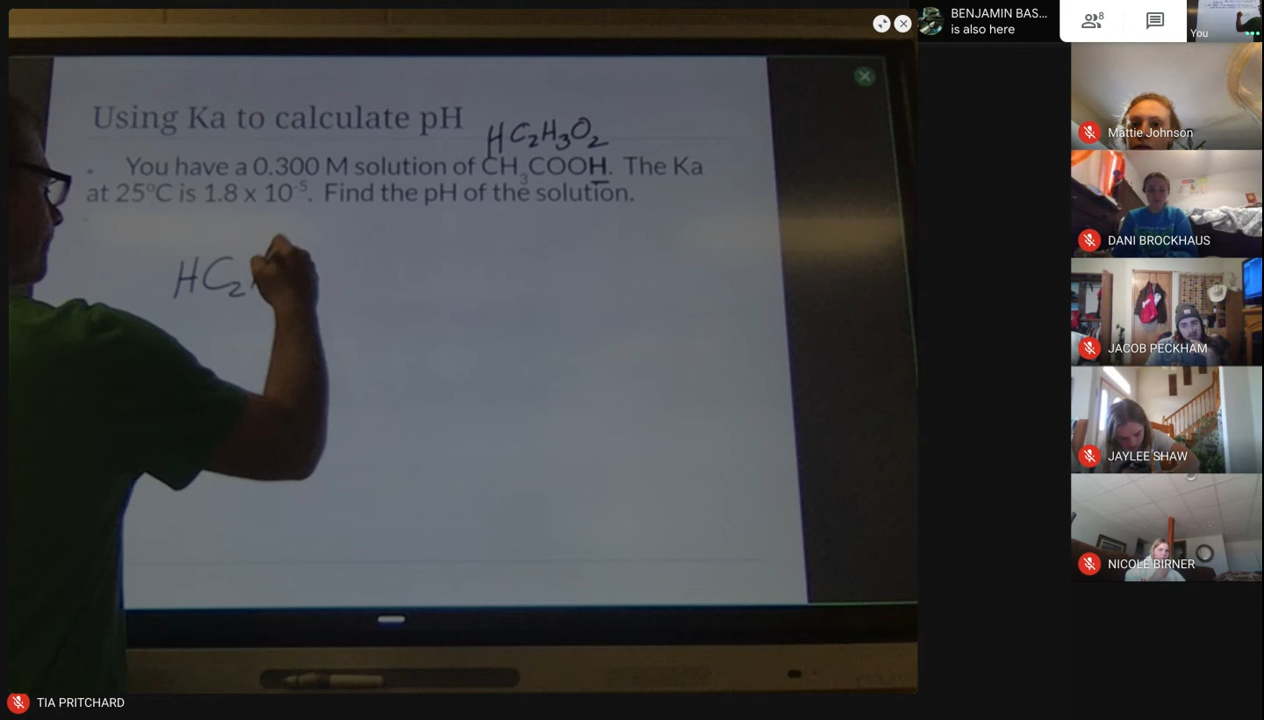 BENJAMIN BAS...
is also here
8
You
Using Ka to calculate pH
HC₂H₃O₂
. You have a 0.300 M solution of CH₃COOH. The Ka
at 25°C is 1.8 x 10⁻⁵. Find the pH of the solution.
HC₂
Mattie Johnson
DANI BROCKHAUS
JACOB PECKHAM
JAYLEE SHAW
NICOLE BIRNER
TIA PRITCHARD